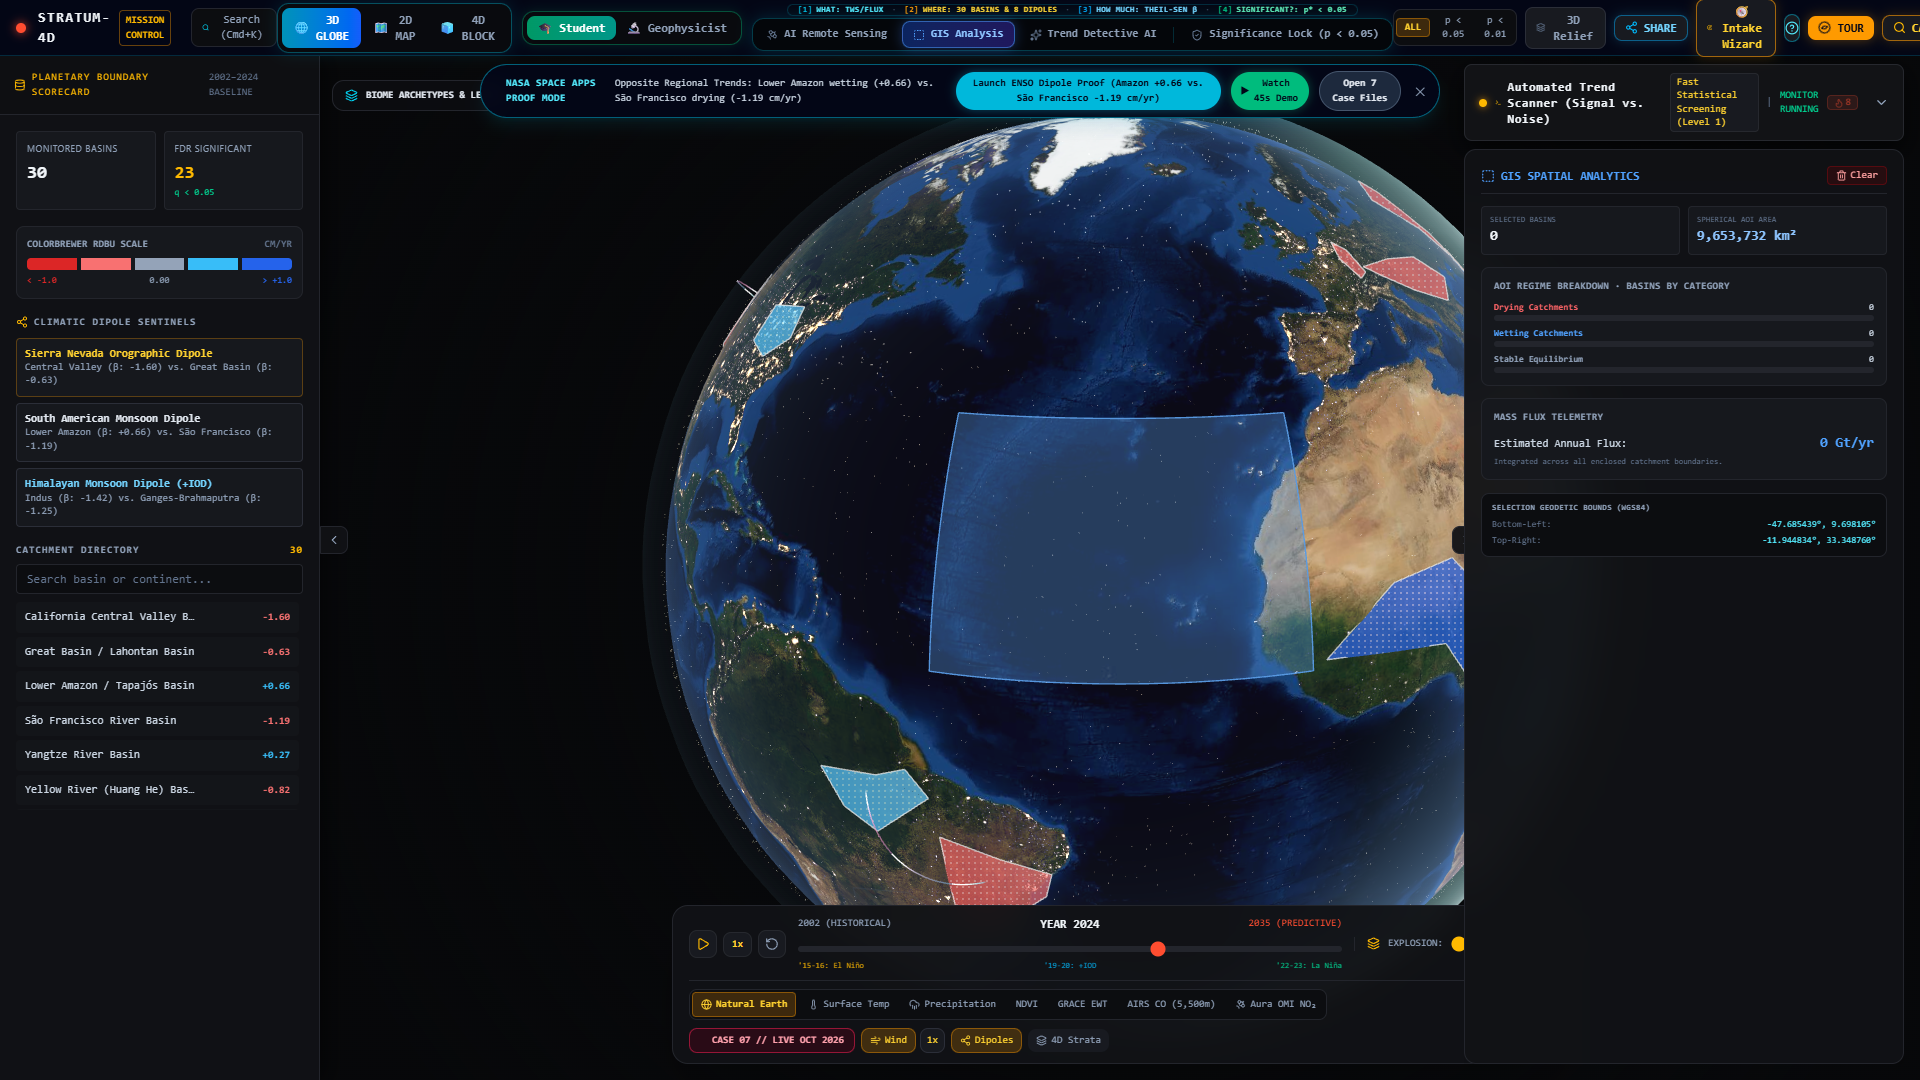 STRATUM-
4D
MISSION
CONTROL
Search
(Cmd+K)
3D
GLOBE
2D
MAP
4D
BLOCK
Student
Geophysicist
[1] WHAT: TWS/FLUX · [2] WHERE: 30 BASINS & 8 DIPOLES · [3] HOW MUCH: THEIL-SEN β · [4] SIGNIFICANT?: p* < 0.05
AI Remote Sensing
GIS Analysis
Trend Detective AI
Significance Lock (p < 0.05)
ALL
p <
0.05
p <
0.01
3D
Relief
SHARE
Intake
Wizard
TOUR
PLANETARY BOUNDARY
SCORECARD
2002–2024
BASELINE
MONITORED BASINS
30
FDR SIGNIFICANT
23
q < 0.05
COLORBREWER RDBU SCALE
CM/YR
< -1.0
0.00
> +1.0
CLIMATIC DIPOLE SENTINELS
Sierra Nevada Orographic Dipole
Central Valley (β: -1.60) vs. Great Basin (β:
-0.63)
South American Monsoon Dipole
Lower Amazon (β: +0.66) vs. São Francisco (β:
-1.19)
Himalayan Monsoon Dipole (+IOD)
Indus (β: -1.42) vs. Ganges-Brahmaputra (β:
-1.25)
CATCHMENT DIRECTORY
30
Search basin or continent...
California Central Valley B…
-1.60
Great Basin / Lahontan Basin
-0.63
Lower Amazon / Tapajós Basin
+0.66
São Francisco River Basin
-1.19
Yangtze River Basin
+0.27
Yellow River (Huang He) Bas…
-0.82
BIOME ARCHETYPES & LE
NASA SPACE APPS
PROOF MODE
Opposite Regional Trends: Lower Amazon wetting (+0.66) vs.
São Francisco drying (-1.19 cm/yr)
Launch ENSO Dipole Proof (Amazon +0.66 vs.
São Francisco -1.19 cm/yr)
▶ Watch
45s Demo
Open 7
Case Files
Automated Trend
Scanner (Signal vs.
Noise)
Fast
Statistical
Screening
(Level 1)
MONITOR
RUNNING
8
GIS SPATIAL ANALYTICS
Clear
SELECTED BASINS
0
SPHERICAL AOI AREA
9,653,732 km²
AOI REGIME BREAKDOWN · BASINS BY CATEGORY
Drying Catchments
0
Wetting Catchments
0
Stable Equilibrium
0
MASS FLUX TELEMETRY
Estimated Annual Flux:
0 Gt/yr
Integrated across all enclosed catchment boundaries.
SELECTION GEODETIC BOUNDS (WGS84)
Bottom-Left:
-47.685439°, 9.698105°
Top-Right:
-11.944834°, 33.348760°
2002 (HISTORICAL)
YEAR 2024
2035 (PREDICTIVE)
1x
'15-16: El Niño
'19-20: +IOD
'22-23: La Niña
EXPLOSION:
Natural Earth
Surface Temp
Precipitation
NDVI
GRACE EWT
AIRS CO (5,500m)
Aura OMI NO₂
CASE 07 // LIVE OCT 2026
Wind
1x
Dipoles
4D Strata